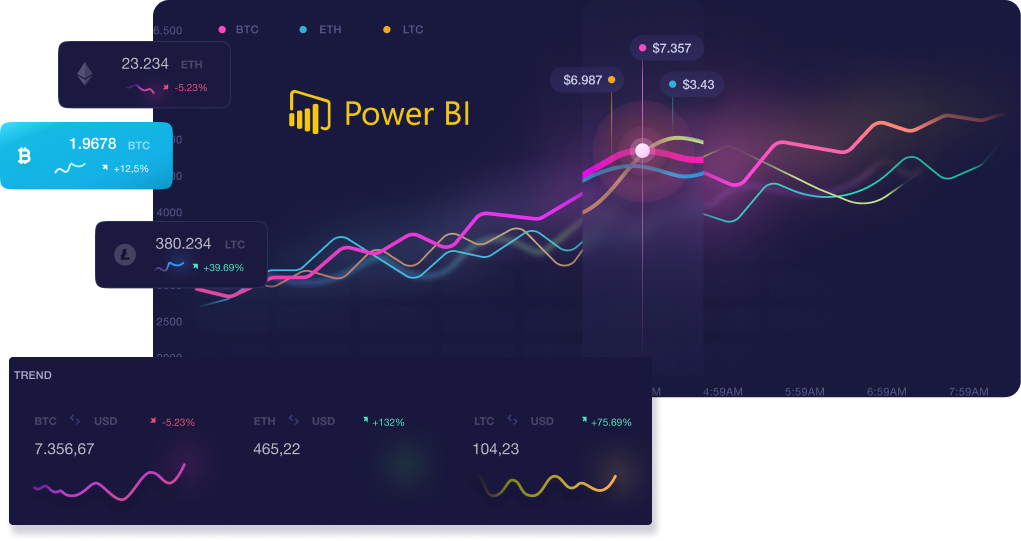 6.500
BTC
ETH
LTC
$7.357
$6.987
$3.43
23.234 ETH
-5.23%
Power BI
1.9678 BTC
+12,5%
4000
380.234 LTC
+39.69%
2500
4:59AM
5:59AM
6:59AM
7:59AM
TREND
BTC USD -5.23%
7.356,67
ETH USD +132%
465,22
LTC USD +75.69%
104,23